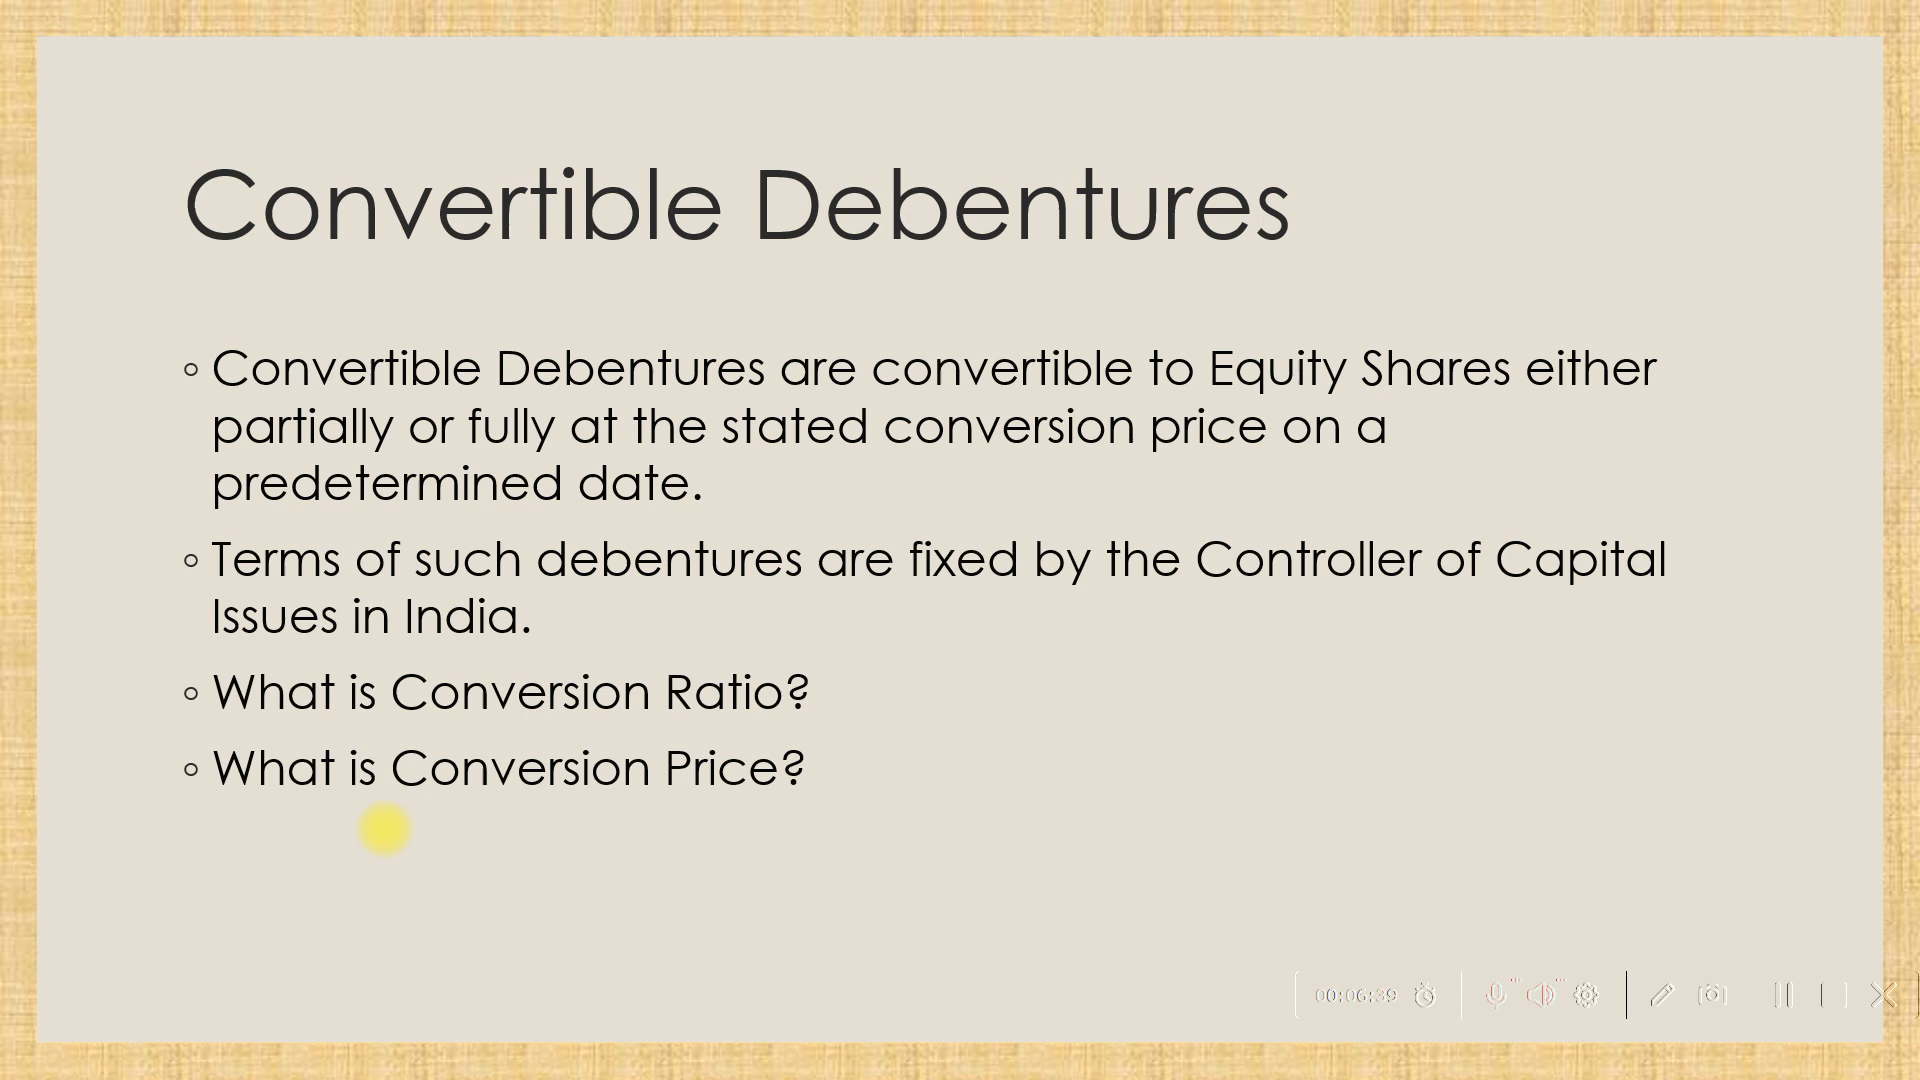 Convertible Debentures
◦ Convertible Debentures are convertible to Equity Shares either
partially or fully at the stated conversion price on a
predetermined date.
◦ Terms of such debentures are fixed by the Controller of Capital
Issues in India.
◦ What is Conversion Ratio?
◦ What is Conversion Price?
00:06:39